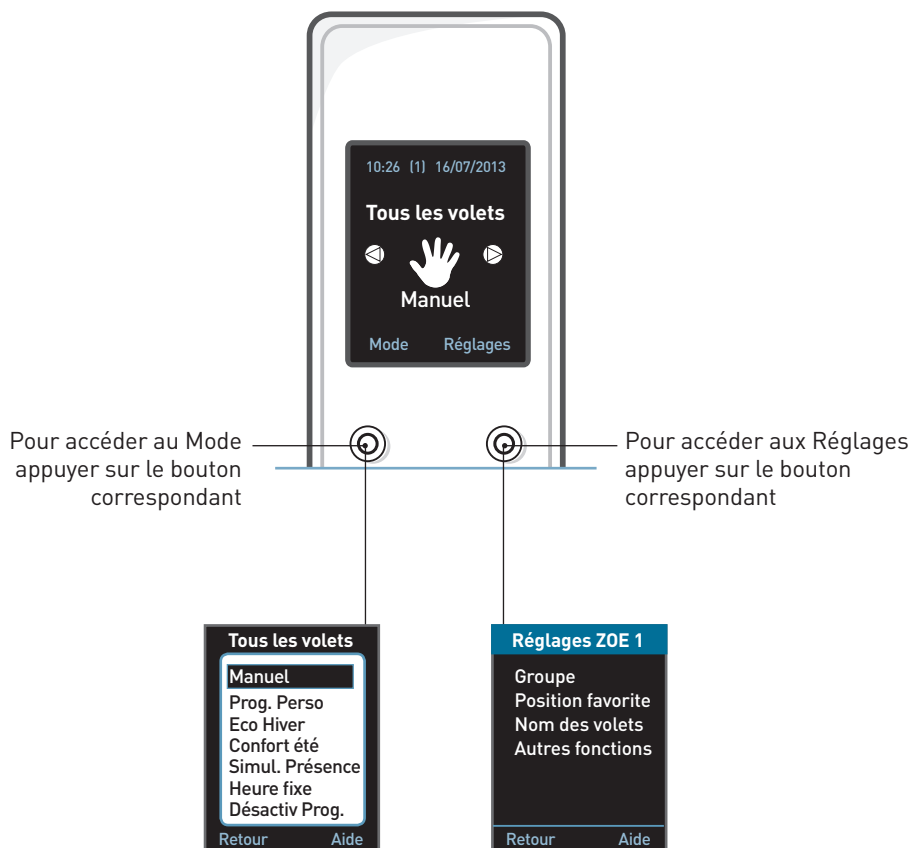 10:26 (1) 16/07/2013
Tous les volets
Manuel
Mode Réglages
Pour accéder au Mode
appuyer sur le bouton
correspondant
Pour accéder aux Réglages
appuyer sur le bouton
correspondant
Tous les volets
Manuel
Prog. Perso
Eco Hiver
Confort été
Simul. Présence
Heure fixe
Désactiv Prog.
Retour Aide
Réglages ZOE 1
Groupe
Position favorite
Nom des volets
Autres fonctions
Retour Aide